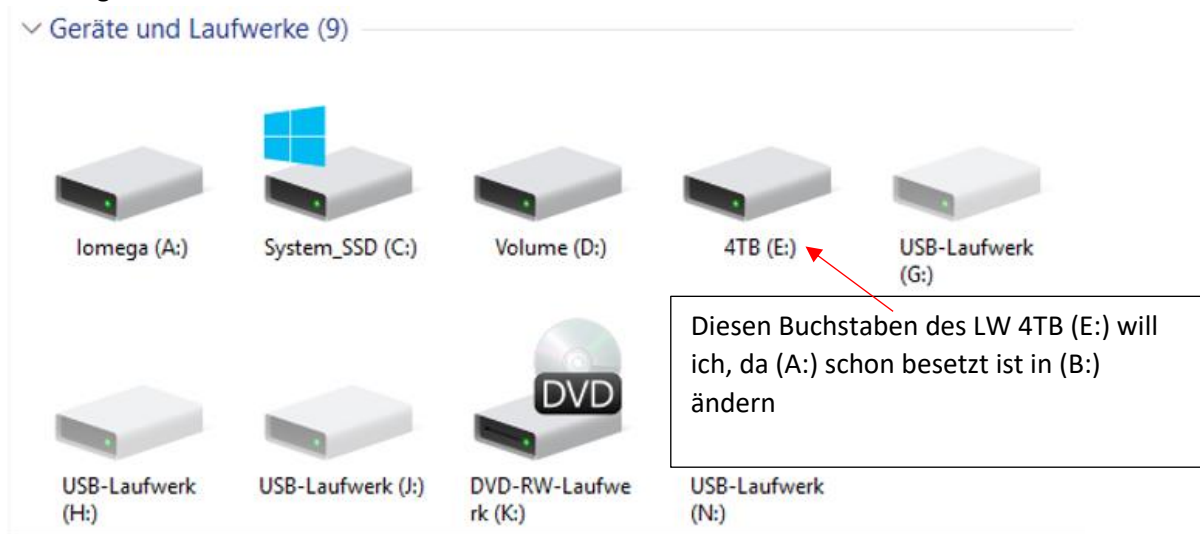 Geräte und Laufwerke (9)
Iomega (A:)
System_SSD (C:)
Volume (D:)
4TB (E:)
USB-Laufwerk
(G:)
Diesen Buchstaben des LW 4TB (E:) will
ich, da (A:) schon besetzt ist in (B:)
ändern
USB-Laufwerk
(H:)
USB-Laufwerk (J:)
DVD
DVD-RW-Laufwe
rk (K:)
USB-Laufwerk
(N:)